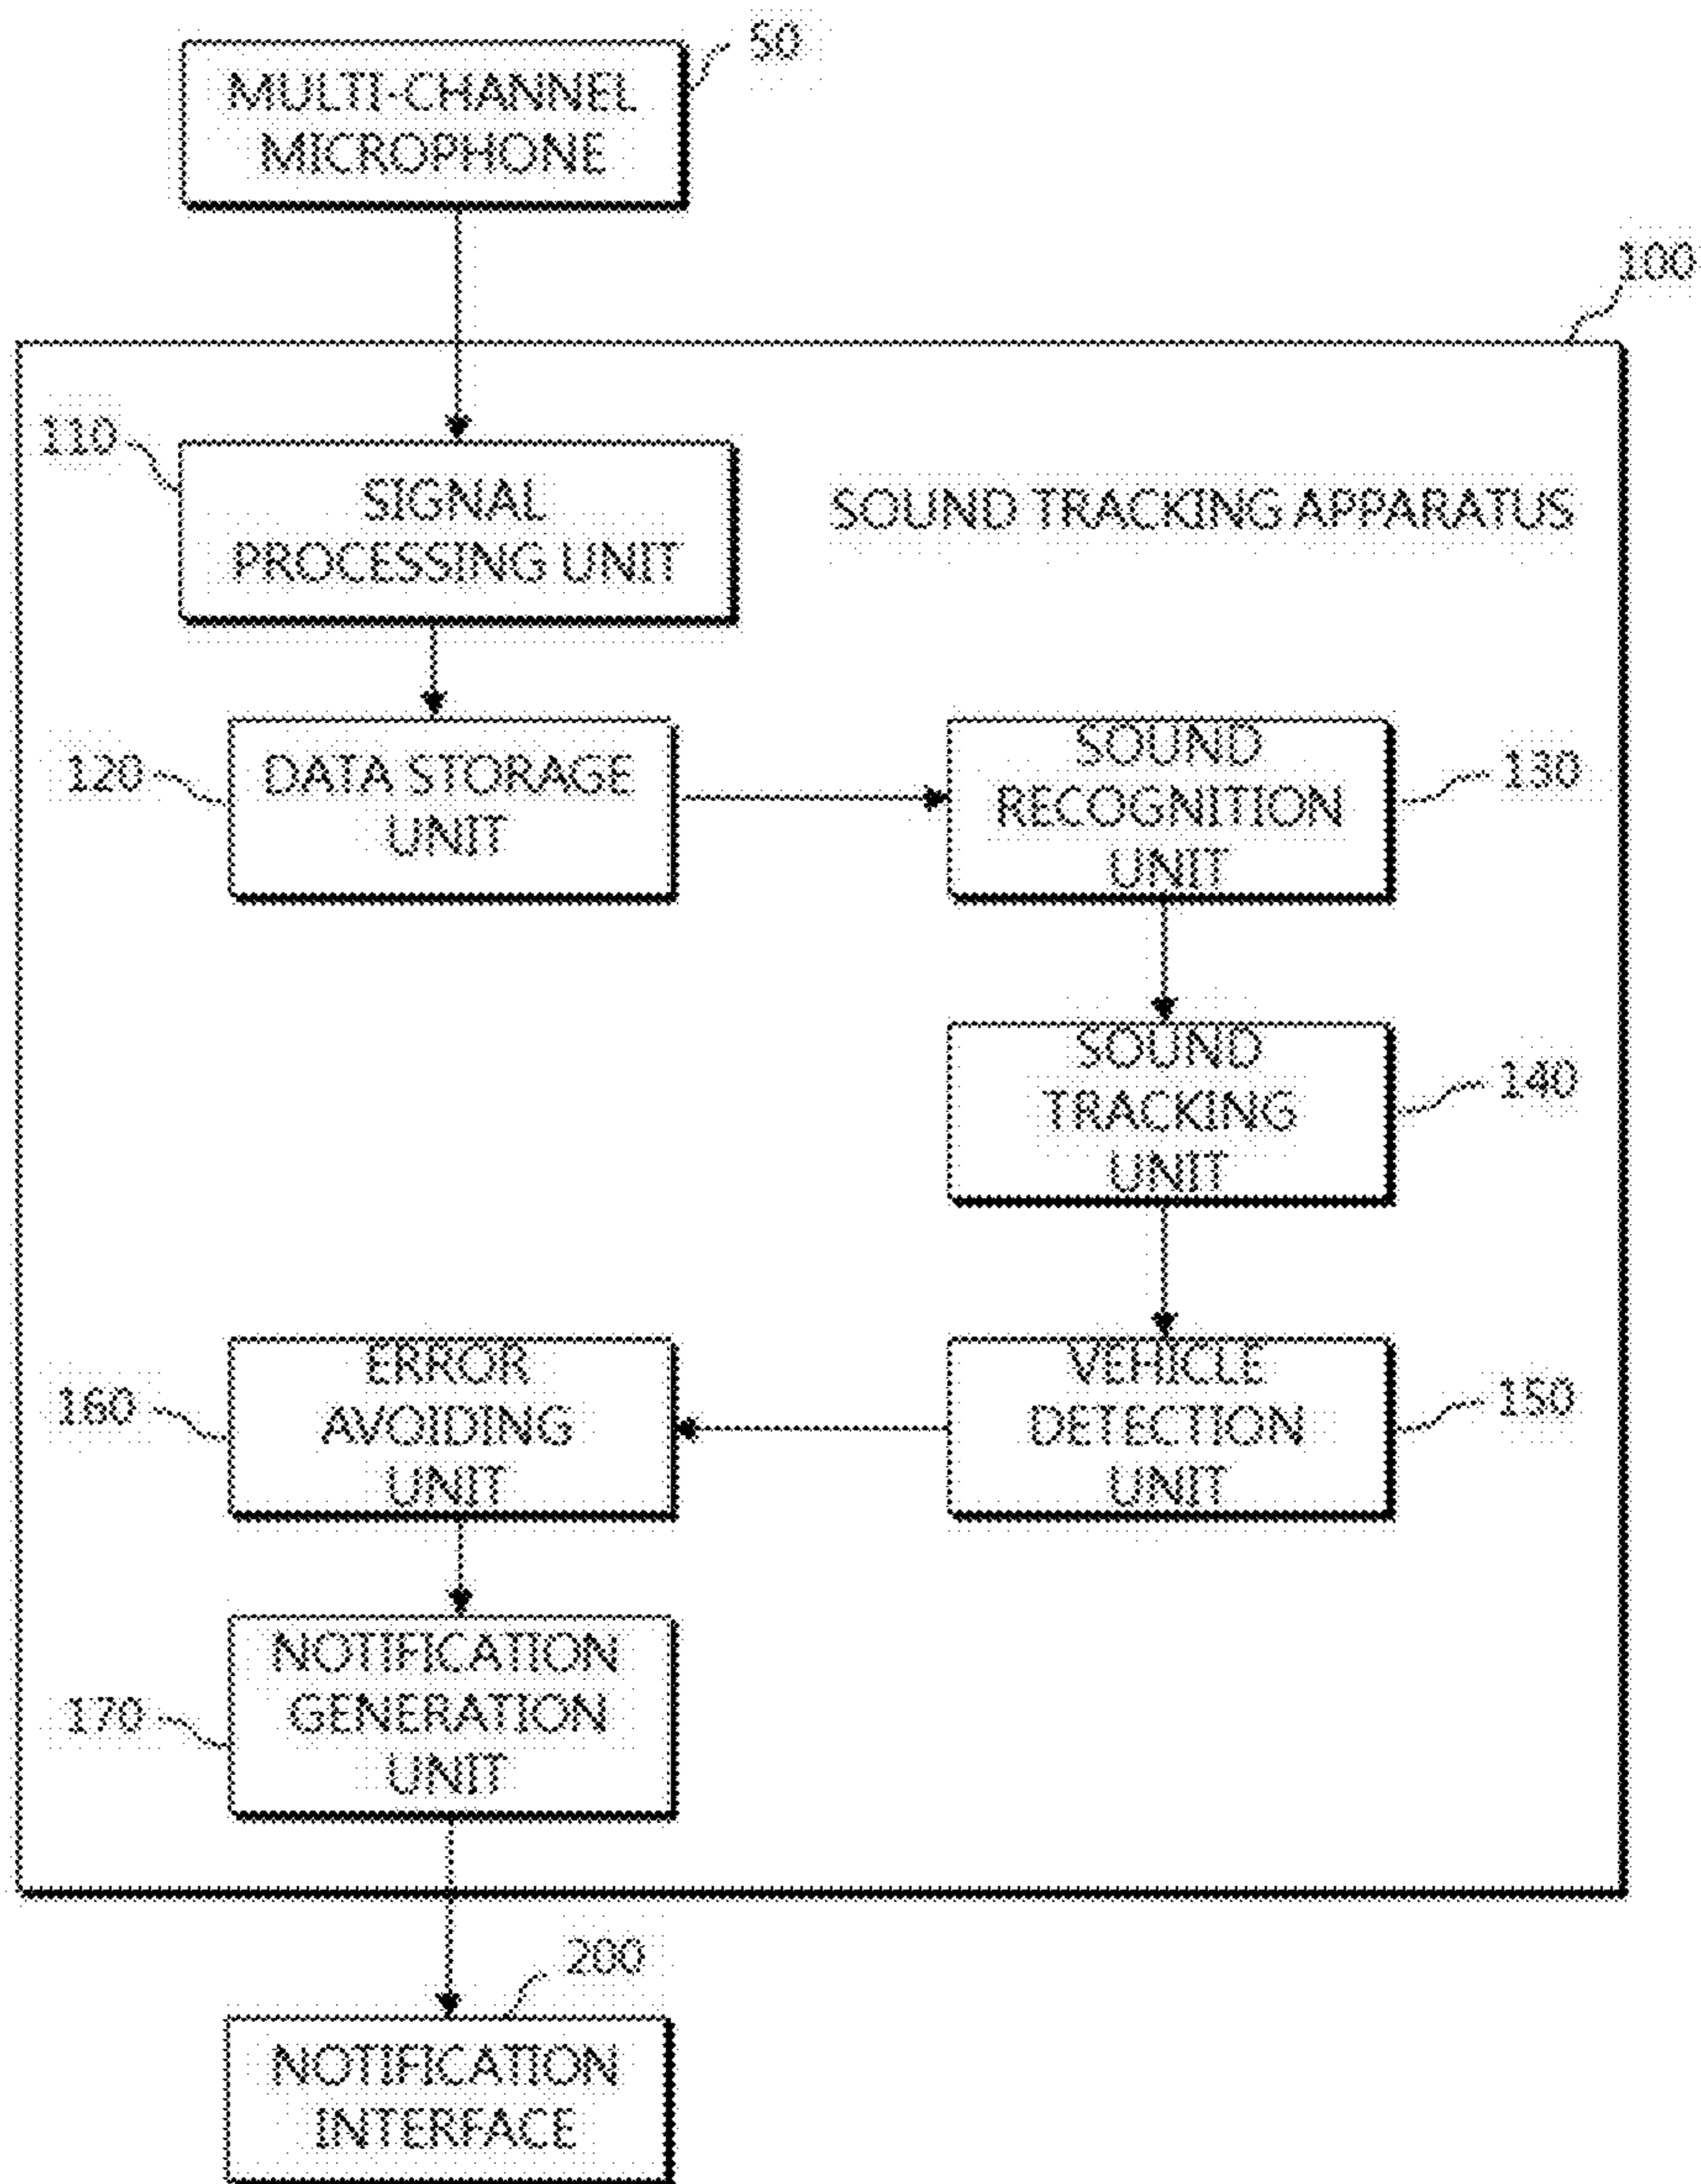 50
MULTI-CHANNEL
MICROPHONE
100
110
SIGNAL
PROCESSING UNIT
SOUND TRACKING APPARATUS
120
DATA STORAGE
UNIT
SOUND
RECOGNITION
UNIT
130
SOUND
TRACKING
UNIT
140
160
ERROR
AVOIDING
UNIT
VEHICLE
DETECTION
UNIT
150
170
NOTIFICATION
GENERATION
UNIT
200
NOTIFICATION
INTERFACE